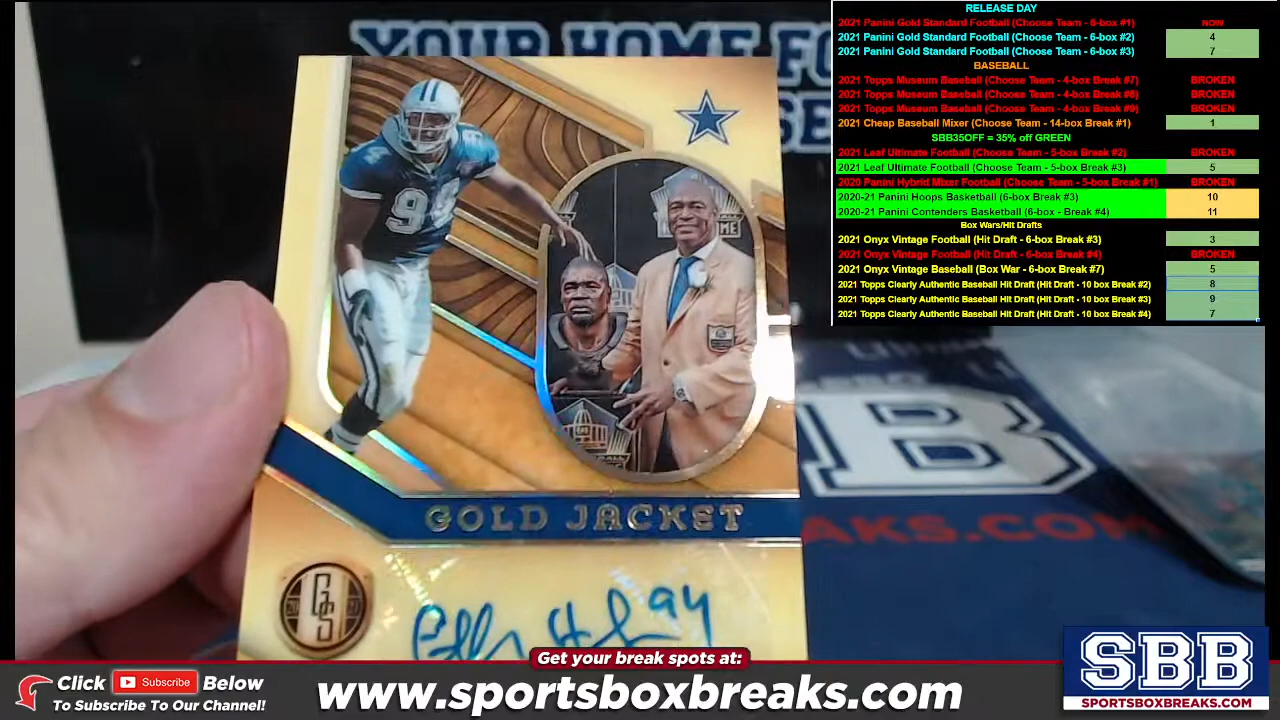 YOUR HOME FO
SE
RELEASE DAY
2021 Panini Gold Standard Football (Choose Team - 6-box #1) NOW
2021 Panini Gold Standard Football (Choose Team - 6-box #2) 4
2021 Panini Gold Standard Football (Choose Team - 6-box #3) 7
BASEBALL
2021 Topps Museum Baseball (Choose Team - 4-box Break #7) BROKEN
2021 Topps Museum Baseball (Choose Team - 4-box Break #8) BROKEN
2021 Topps Museum Baseball (Choose Team - 4-box Break #9) BROKEN
2021 Cheap Baseball Mixer (Choose Team - 14-box Break #1) 1
SBB35OFF = 35% off GREEN
2021 Leaf Ultimate Football (Choose Team - 5-box Break #2) BROKEN
2021 Leaf Ultimate Football (Choose Team - 5-box Break #3) 5
2020 Panini Hybrid Mixer Football (Choose Team - 5-box Break #1) BROKEN
2020-21 Panini Hoops Basketball (6-box Break #3) 10
2020-21 Panini Contenders Basketball (6-box - Break #4) 11
Box Wars/Hit Drafts
2021 Onyx Vintage Football (Hit Draft - 6-box Break #3) 3
2021 Onyx Vintage Football (Hit Draft - 6-box Break #4) BROKEN
2021 Onyx Vintage Baseball (Box War - 6-box Break #7) 5
2021 Topps Clearly Authentic Baseball Hit Draft (Hit Draft - 10 box Break #2) 8
2021 Topps Clearly Authentic Baseball Hit Draft (Hit Draft - 10 box Break #3) 9
2021 Topps Clearly Authentic Baseball Hit Draft (Hit Draft - 10 box Break #4) 7
B
EAKS.COM
GOLD JACKET
20 GS 21
94
Get your break spots at:
Click Subscribe Below
To Subscribe To Our Channel!
www.sportsboxbreaks.com
SBB
SPORTSBOXBREAKS.COM